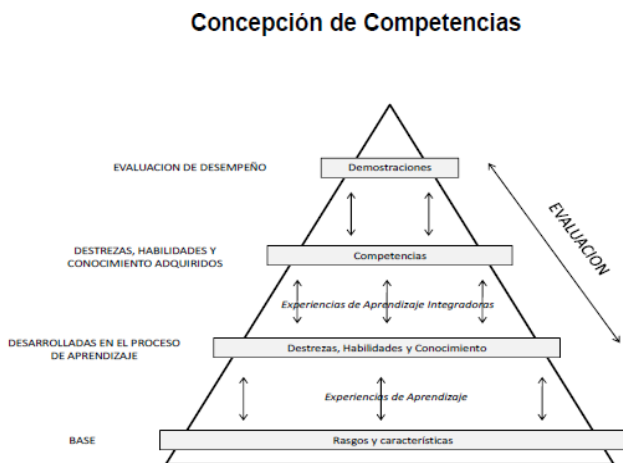 Concepción de Competencias
EVALUACION DE DESEMPEÑO
Demostraciones
EVALUACION
DESTREZAS, HABILIDADES Y
CONOCIMIENTO ADQUIRIDOS
Competencias
Experiencias de Aprendizaje Integradoras
DESARROLLADAS EN EL PROCESO
DE APRENDIZAJE
Destrezas, Habilidades y Conocimiento
Experiencias de Aprendizaje
BASE
Rasgos y características